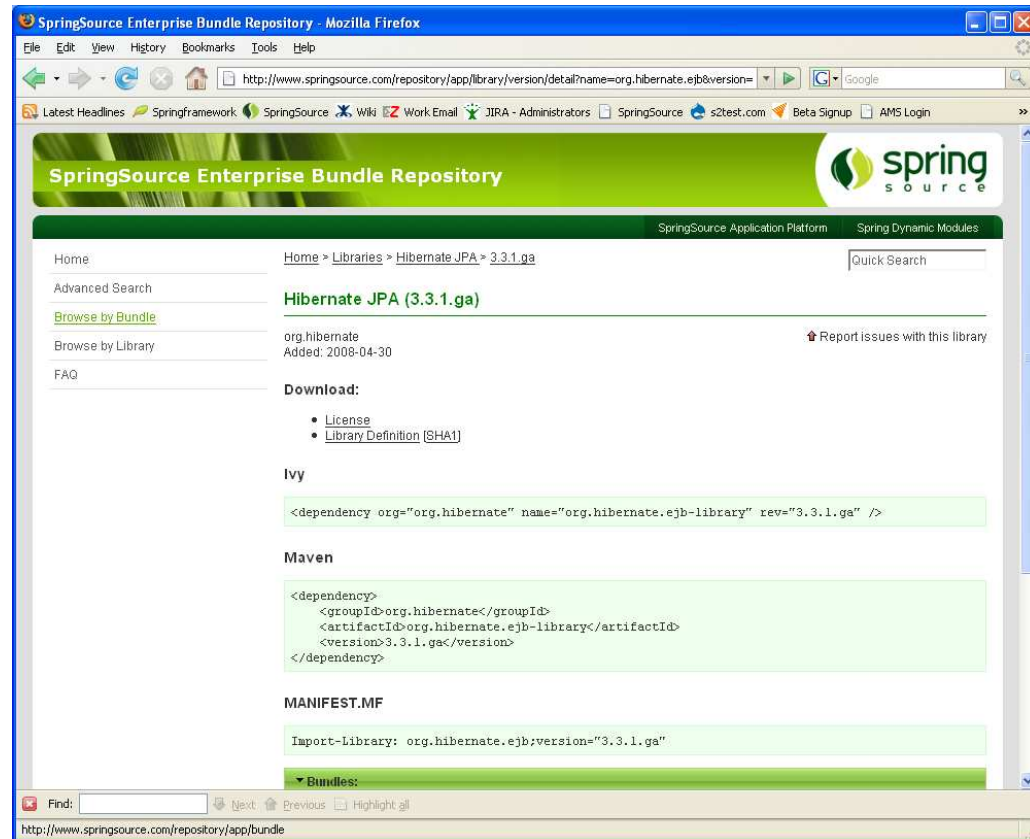 SpringSource Enterprise Bundle Repository - Mozilla Firefox
File Edit View History Bookmarks Tools Help
http://www.springsource.com/repository/app/library/version/detail?name=org.hibernate.ejb&version=
G Google
Latest Headlines Springframework SpringSource Wiki EZ Work Email JIRA - Administrators SpringSource s2test.com Beta Signup AMS Login »
SpringSource Enterprise Bundle Repository
spring
source
SpringSource Application Platform Spring Dynamic Modules
Home
Advanced Search
Browse by Bundle
Browse by Library
FAQ
Home > Libraries > Hibernate JPA > 3.3.1.ga
Quick Search
Hibernate JPA (3.3.1.ga)
org.hibernate
Added: 2008-04-30
Report issues with this library
Download:
• License
• Library Definition [SHA1]
Ivy
<dependency org="org.hibernate" name="org.hibernate.ejb-library" rev="3.3.1.ga" />
Maven
<dependency>
<groupId>org.hibernate</groupId>
<artifactId>org.hibernate.ejb-library</artifactId>
<version>3.3.1.ga</version>
</dependency>
MANIFEST.MF
Import-Library: org.hibernate.ejb;version="3.3.1.ga"
Bundles:
Find: Next Previous Highlight all
http://www.springsource.com/repository/app/bundle